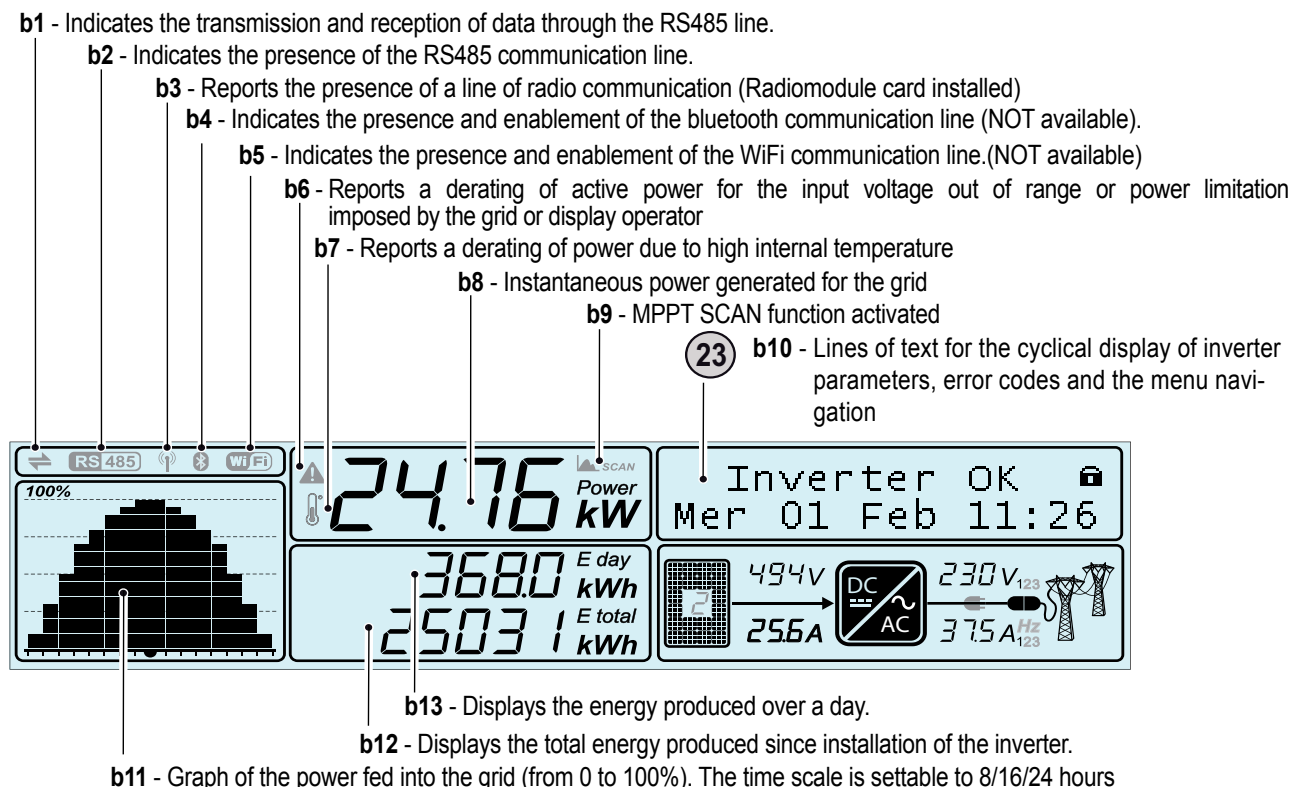 b1 - Indicates the transmission and reception of data through the RS485 line.
b2 - Indicates the presence of the RS485 communication line.
b3 - Reports the presence of a line of radio communication (Radiomodule card installed)
b4 - Indicates the presence and enablement of the bluetooth communication line (NOT available).
b5 - Indicates the presence and enablement of the WiFi communication line.(NOT available)
b6 - Reports a derating of active power for the input voltage out of range or power limitation
imposed by the grid or display operator
b7 - Reports a derating of power due to high internal temperature
b8 - Instantaneous power generated for the grid
b9 - MPPT SCAN function activated
23
b10 - Lines of text for the cyclical display of inverter
parameters, error codes and the menu navi-
gation
RS 485
WiFi
100%
24.76
SCAN
Power
kW
Inverter OK
Mer 01 Feb 11:26
368.0
E day
kWh
25031
E total
kWh
2
494V
25.6A
DC
AC
230 V123
37.5 A123
Hz
b13 - Displays the energy produced over a day.
b12 - Displays the total energy produced since installation of the inverter.
b11 - Graph of the power fed into the grid (from 0 to 100%). The time scale is settable to 8/16/24 hours